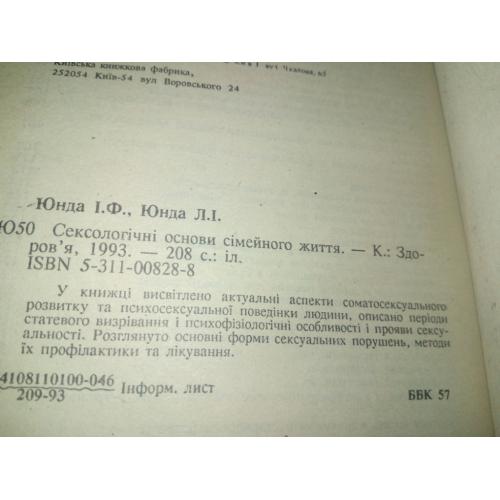 Київська книжкова фабрика,
252054 Київ-54 вул Воровського 24
Юнда І.Ф., Юнда Л.І.
Ю50 Сексологічні основи сімейного життя. — К.: Здо-
ров'я, 1993. — 208 с.: іл.
ISBN 5-311-00828-8
У книжці висвітлено актуальні аспекти соматосексуального
розвитку та психосексуальної поведінки людини, описано періоди
статевого визрівання і психофізіологічні особливості і прояви сексу-
альності. Розглянуто основні форми сексуальних порушень, методи
їх профілактики та лікування.
4108110100-046
209-93
Інформ. лист
ББК 57